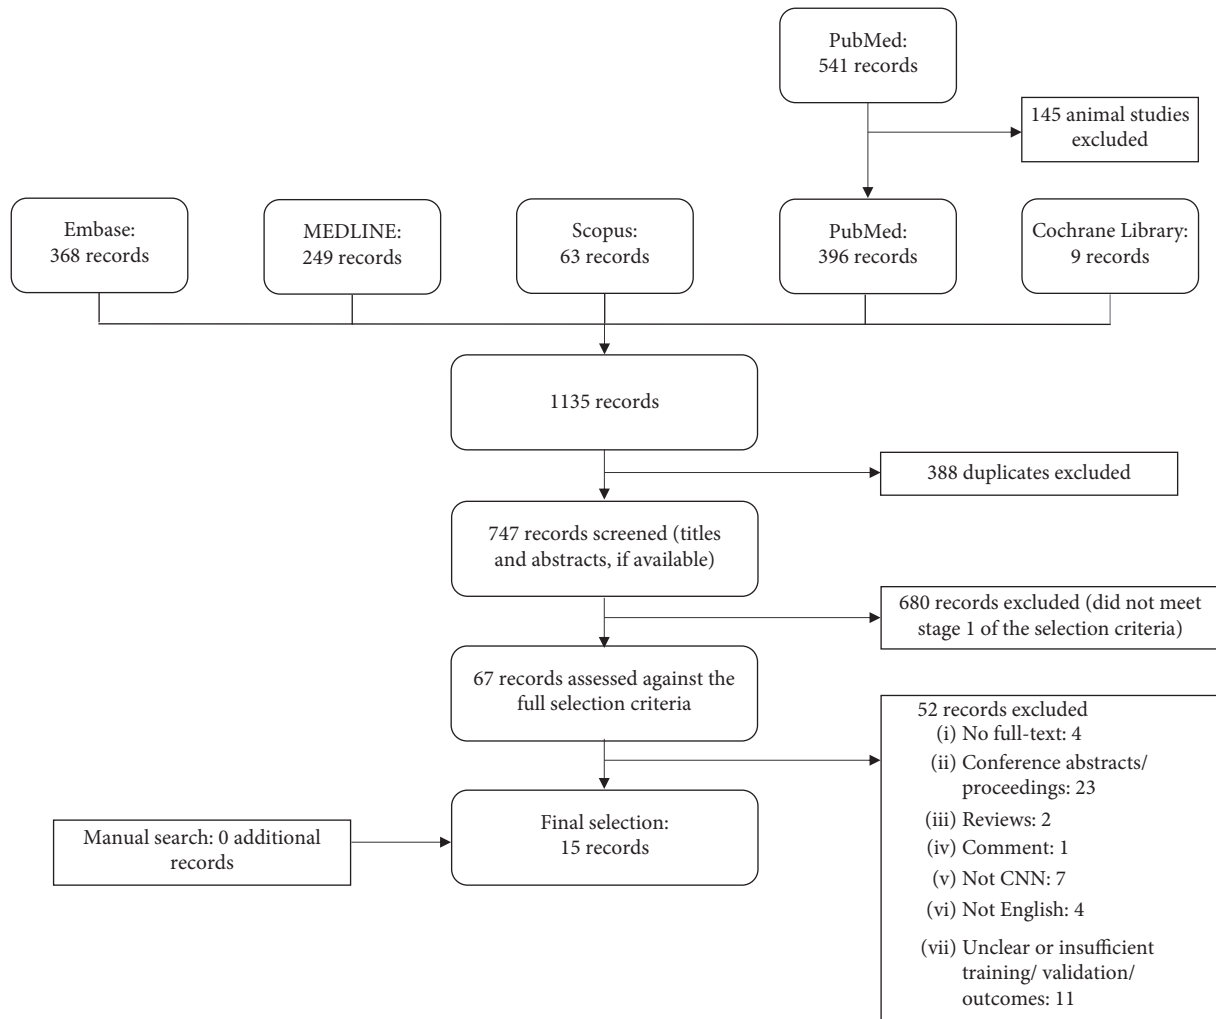 PubMed:
541 records
145 animal studies
excluded
Embase:
368 records
MEDLINE:
249 records
Scopus:
63 records
PubMed:
396 records
Cochrane Library:
9 records
1135 records
388 duplicates excluded
747 records screened (titles
and abstracts, if available)
680 records excluded (did not meet
stage 1 of the selection criteria)
67 records assessed against the
full selection criteria
52 records excluded
(i) No full-text: 4
(ii) Conference abstracts/
proceedings: 23
(iii) Reviews: 2
(iv) Comment: 1
(v) Not CNN: 7
(vi) Not English: 4
(vii) Unclear or insufficient
training/ validation/
outcomes: 11
Manual search: 0 additional
records
Final selection:
15 records